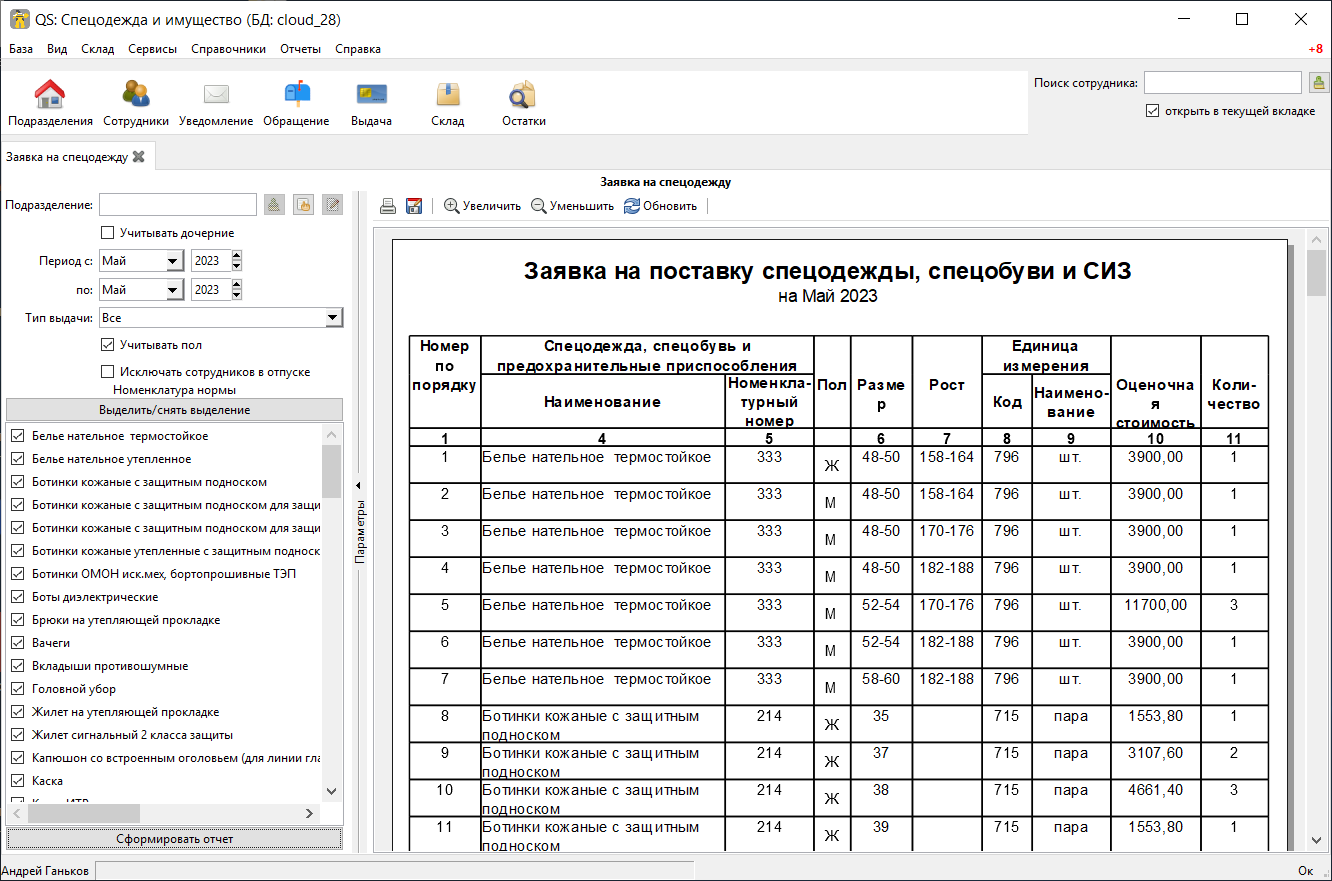 QS: Спецодежда и имущество (БД: cloud_28)
База Вид Склад Сервисы Справочники Отчеты Справка +8
Подразделения Сотрудники Уведомление Обращение Выдача Склад Остатки
Поиск сотрудника:
открыть в текущей вкладке
Заявка на спецодежду
Заявка на спецодежду
Подразделение:
Учитывать дочерние
Период с: Май 2023
по: Май 2023
Тип выдачи: Все
Учитывать пол
Исключать сотрудников в отпуске
Номенклатура нормы
Выделить/снять выделение
Белье нательное термостойкое
Белье нательное утепленное
Ботинки кожаные с защитным подноском
Ботинки кожаные с защитным подноском для защи
Ботинки кожаные с защитным подноском для защи
Ботинки кожаные утепленные с защитным подноск
Ботинки ОМОН иск.мех, бортопрошивные ТЭП
Боты диэлектрические
Брюки на утепляющей прокладке
Вачеги
Вкладыши противошумные
Головной убор
Жилет на утепляющей прокладке
Жилет сигнальный 2 класса защиты
Капюшон со встроенным оголовьем (для линии гла
Каска
Сформировать отчет
Параметры
Увеличить Уменьшить Обновить
Заявка на поставку спецодежды, спецобуви и СИЗ
на Май 2023
Номер
по
порядку
Спецодежда, спецобувь и
предохранительные приспособления
Наименование
Номенкла-
турный
номер
Пол
Разме
р
Рост
Единица
измерения
Код
Наимено-
вание
Оценочна
я
стоимость
Коли-
чество
1 4 5 6 7 8 9 10 11
1 Белье нательное термостойкое 333 Ж 48-50 158-164 796 шт. 3900,00 1
2 Белье нательное термостойкое 333 М 48-50 158-164 796 шт. 3900,00 1
3 Белье нательное термостойкое 333 М 48-50 170-176 796 шт. 3900,00 1
4 Белье нательное термостойкое 333 М 48-50 182-188 796 шт. 3900,00 1
5 Белье нательное термостойкое 333 М 52-54 170-176 796 шт. 11700,00 3
6 Белье нательное термостойкое 333 М 52-54 182-188 796 шт. 3900,00 1
7 Белье нательное термостойкое 333 М 58-60 182-188 796 шт. 3900,00 1
8 Ботинки кожаные с защитным 214 Ж 35 715 пара 1553,80 1
подноском
9 Ботинки кожаные с защитным 214 Ж 37 715 пара 3107,60 2
подноском
10 Ботинки кожаные с защитным 214 Ж 38 715 пара 4661,40 3
подноском
11 Ботинки кожаные с защитным 214 Ж 39 715 пара 1553,80 1
подноском
Андрей Ганьков
Ок